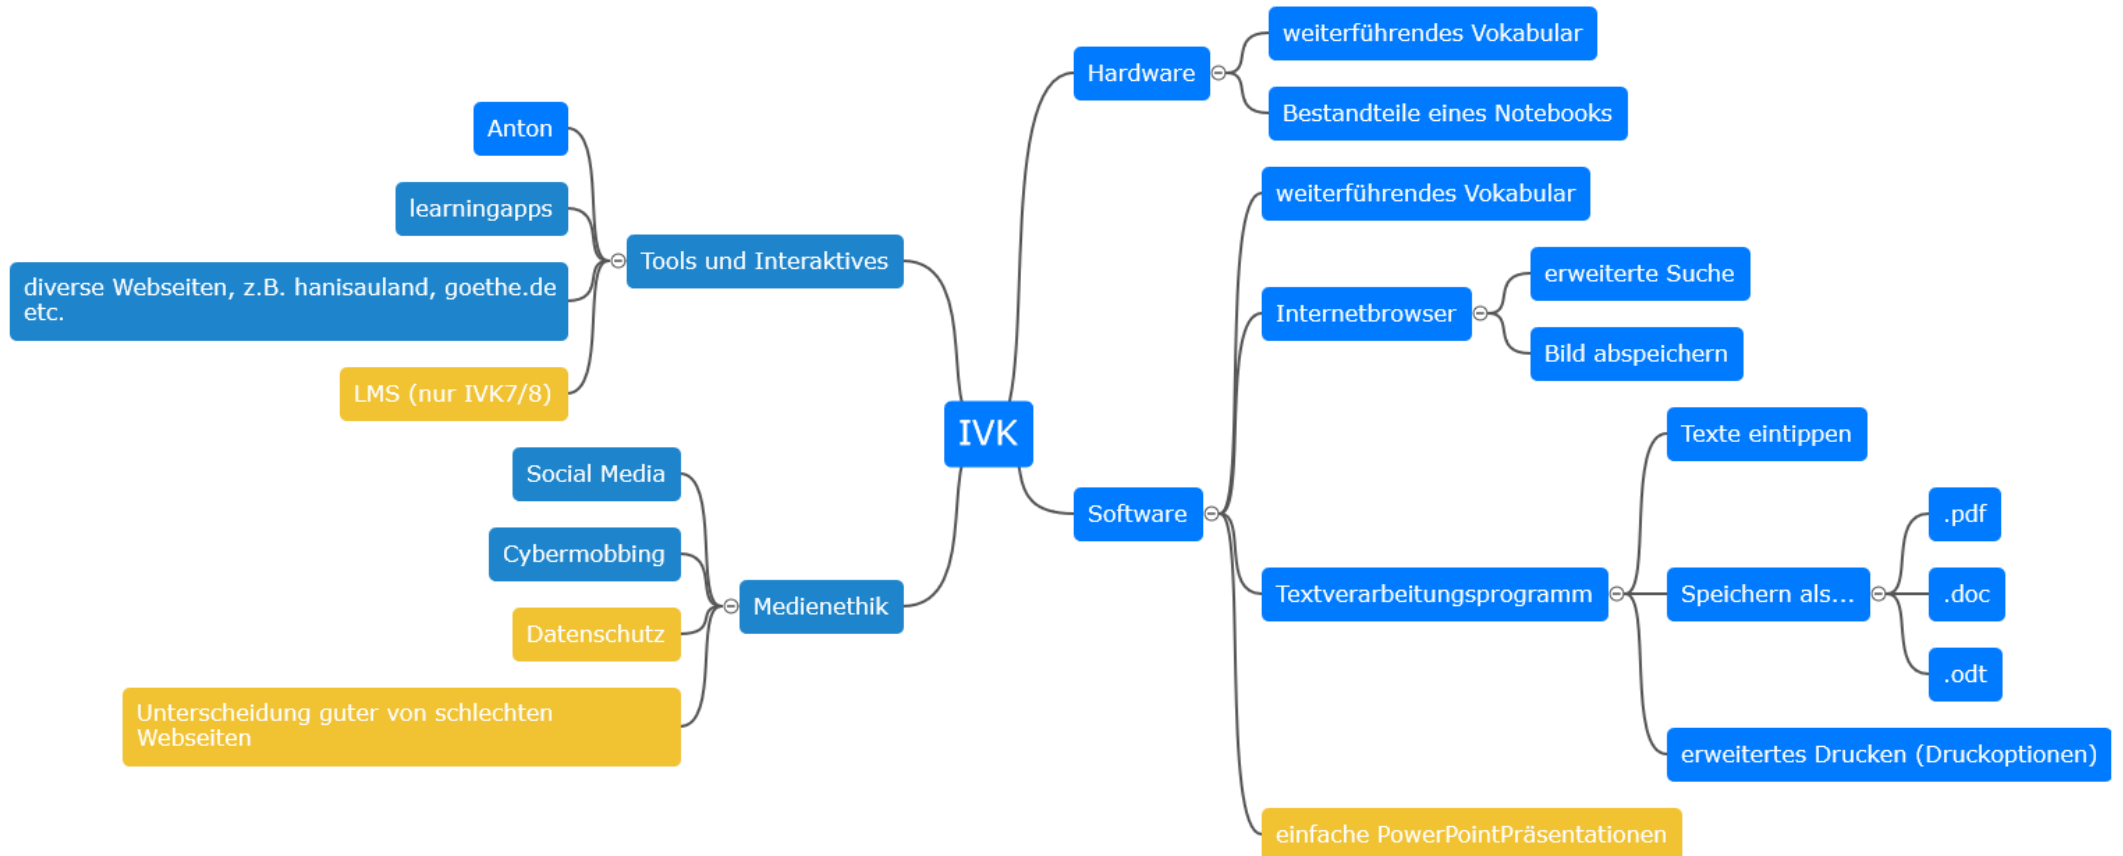 IVK
Hardware
weiterführendes Vokabular
Bestandteile eines Notebooks
Software
weiterführendes Vokabular
Internetbrowser
erweiterte Suche
Bild abspeichern
Textverarbeitungsprogramm
Texte eintippen
Speichern als...
.pdf
.doc
.odt
erweitertes Drucken (Druckoptionen)
einfache PowerPointPräsentationen
Tools und Interaktives
Anton
learningapps
diverse Webseiten, z.B. hanisauland, goethe.de
etc.
LMS (nur IVK7/8)
Medienethik
Social Media
Cybermobbing
Datenschutz
Unterscheidung guter von schlechten
Webseiten